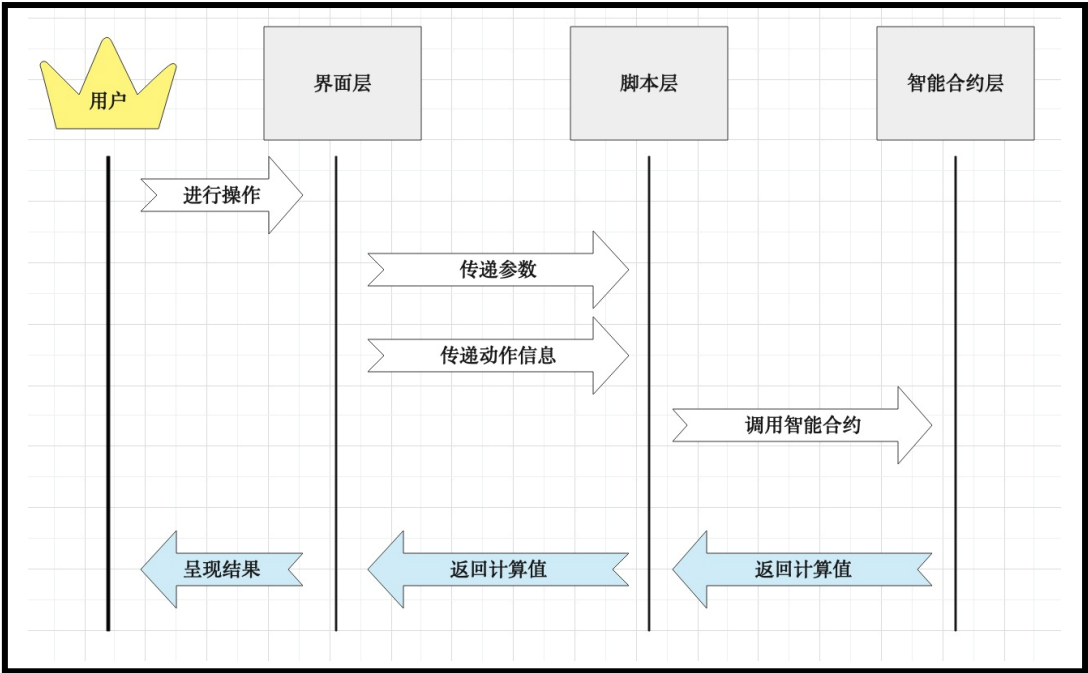 用户
界面层
脚本层
智能合约层
进行操作
传递参数
传递动作信息
调用智能合约
呈现结果
返回计算值
返回计算值